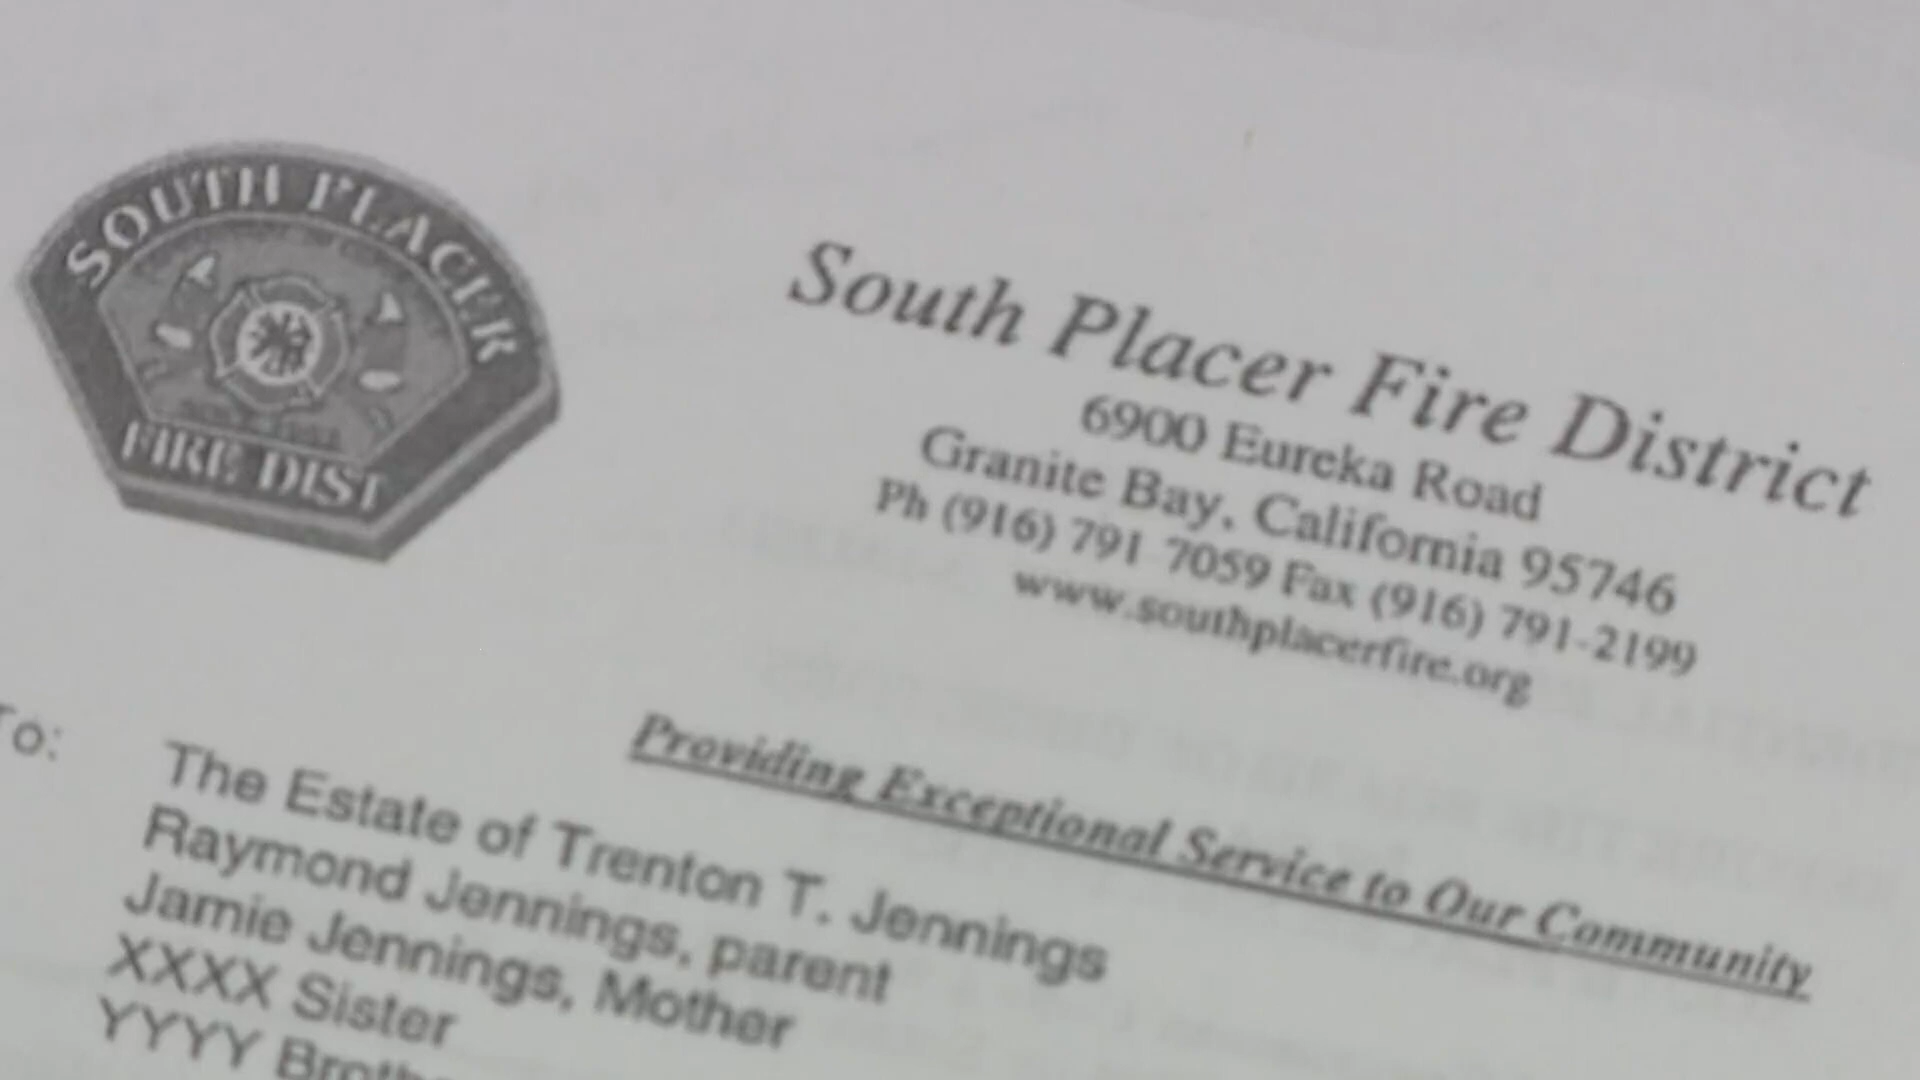 SOUTH PLACER
FIRE DIST
South Placer Fire District
6900 Eureka Road
Granite Bay, California 95746
Ph (916) 791 7059 Fax (916) 791-2199
www.southplacerfire.org
Providing Exceptional Service to Our Community
To:
The Estate of Trenton T. Jennings
Raymond Jennings, parent
Jamie Jennings, Mother
XXXX Sister
YYYY